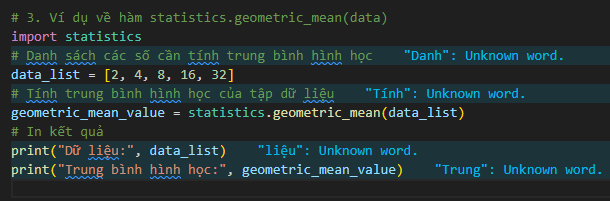 # 3. Ví dụ về hàm statistics.geometric_mean(data)
import statistics
# Danh sách các số cần tính trung bình hình học "Danh": Unknown word.
data_list = [2, 4, 8, 16, 32]
# Tính trung bình hình học của tập dữ liệu "Tính": Unknown word.
geometric_mean_value = statistics.geometric_mean(data_list)
# In kết quả
print("Dữ liệu:", data_list) "liệu": Unknown word.
print("Trung bình hình học:", geometric_mean_value) "Trung": Unknown word.